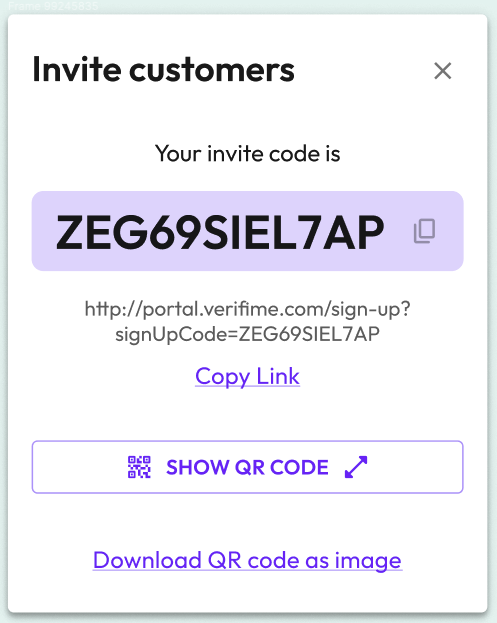 Frame 89245835
Invite customers
Your invite code is
ZEG69SIEL7AP
http://portal.verifime.com/sign-up?
signUpCode=ZEG69SIEL7AP
Copy Link
SHOW QR CODE
Download QR code as image